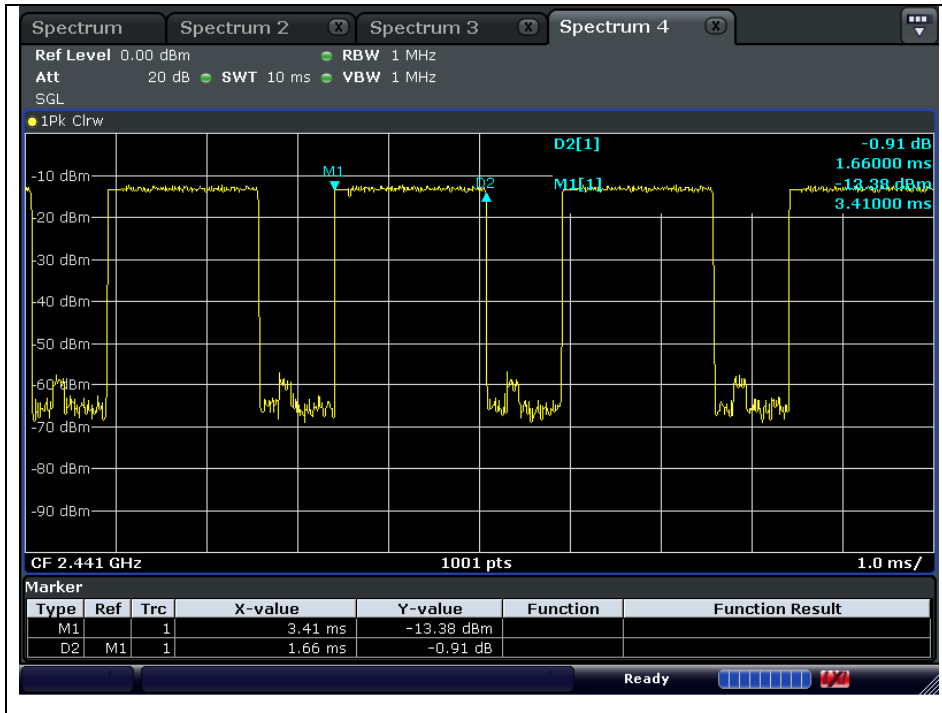 Spectrum Spectrum 2 X Spectrum 3 X Spectrum 4 X
Ref Level 0.00 dBm RBW 1 MHz
Att 20 dB SWT 10 ms VBW 1 MHz
SGL
1Pk Clrw
D2[1] -0.91 dB
1.66000 ms
M1[1] -13.38 dBm
3.41000 ms
M1
D2
-10 dBm
-20 dBm
-30 dBm
-40 dBm
-50 dBm
-60 dBm
-70 dBm
-80 dBm
-90 dBm
CF 2.441 GHz 1001 pts 1.0 ms/
Marker
Type Ref Trc X-value Y-value Function Function Result
M1 1 3.41 ms -13.38 dBm
D2 M1 1 1.66 ms -0.91 dB
Ready